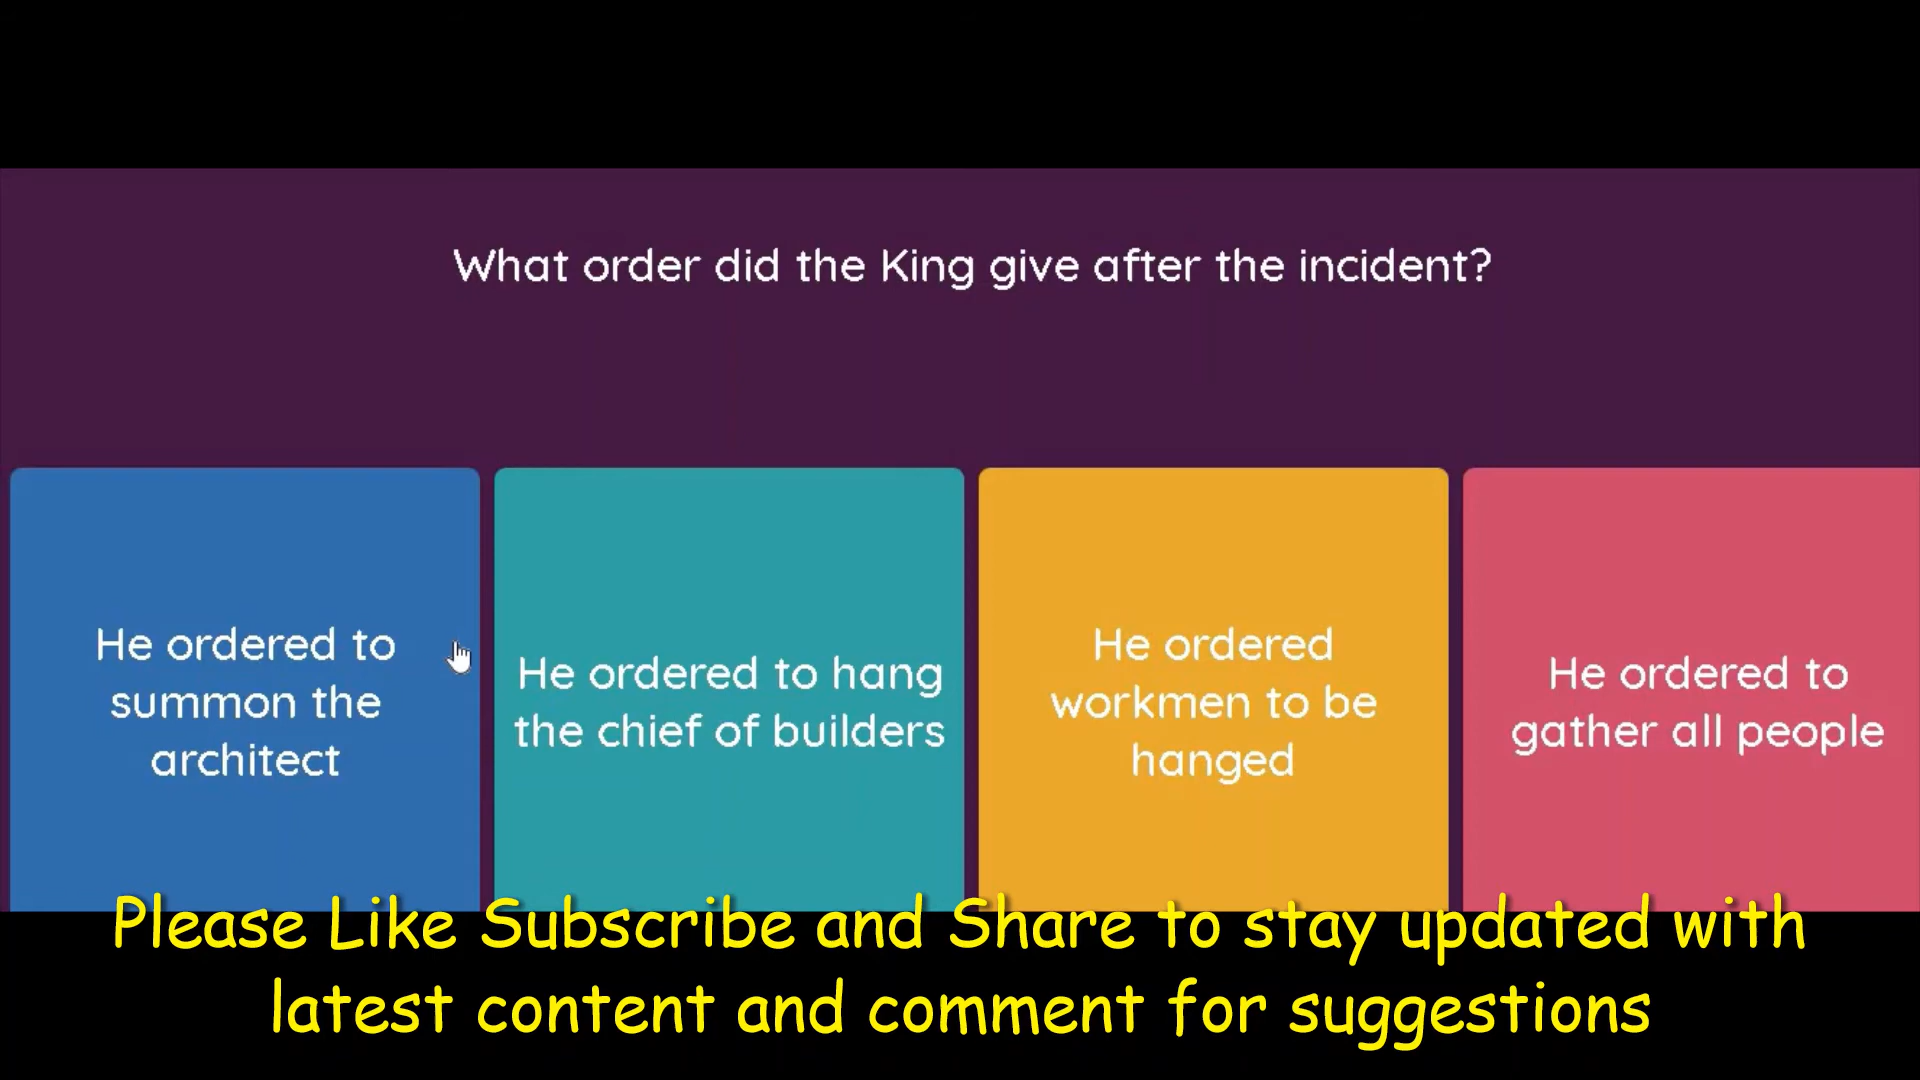 What order did the King give after the incident?
He ordered to
summon the
architect
He ordered to hang
the chief of builders
He ordered
workmen to be
hanged
He ordered to
gather all people
Please Like Subscribe and Share to stay updated with
latest content and comment for suggestions